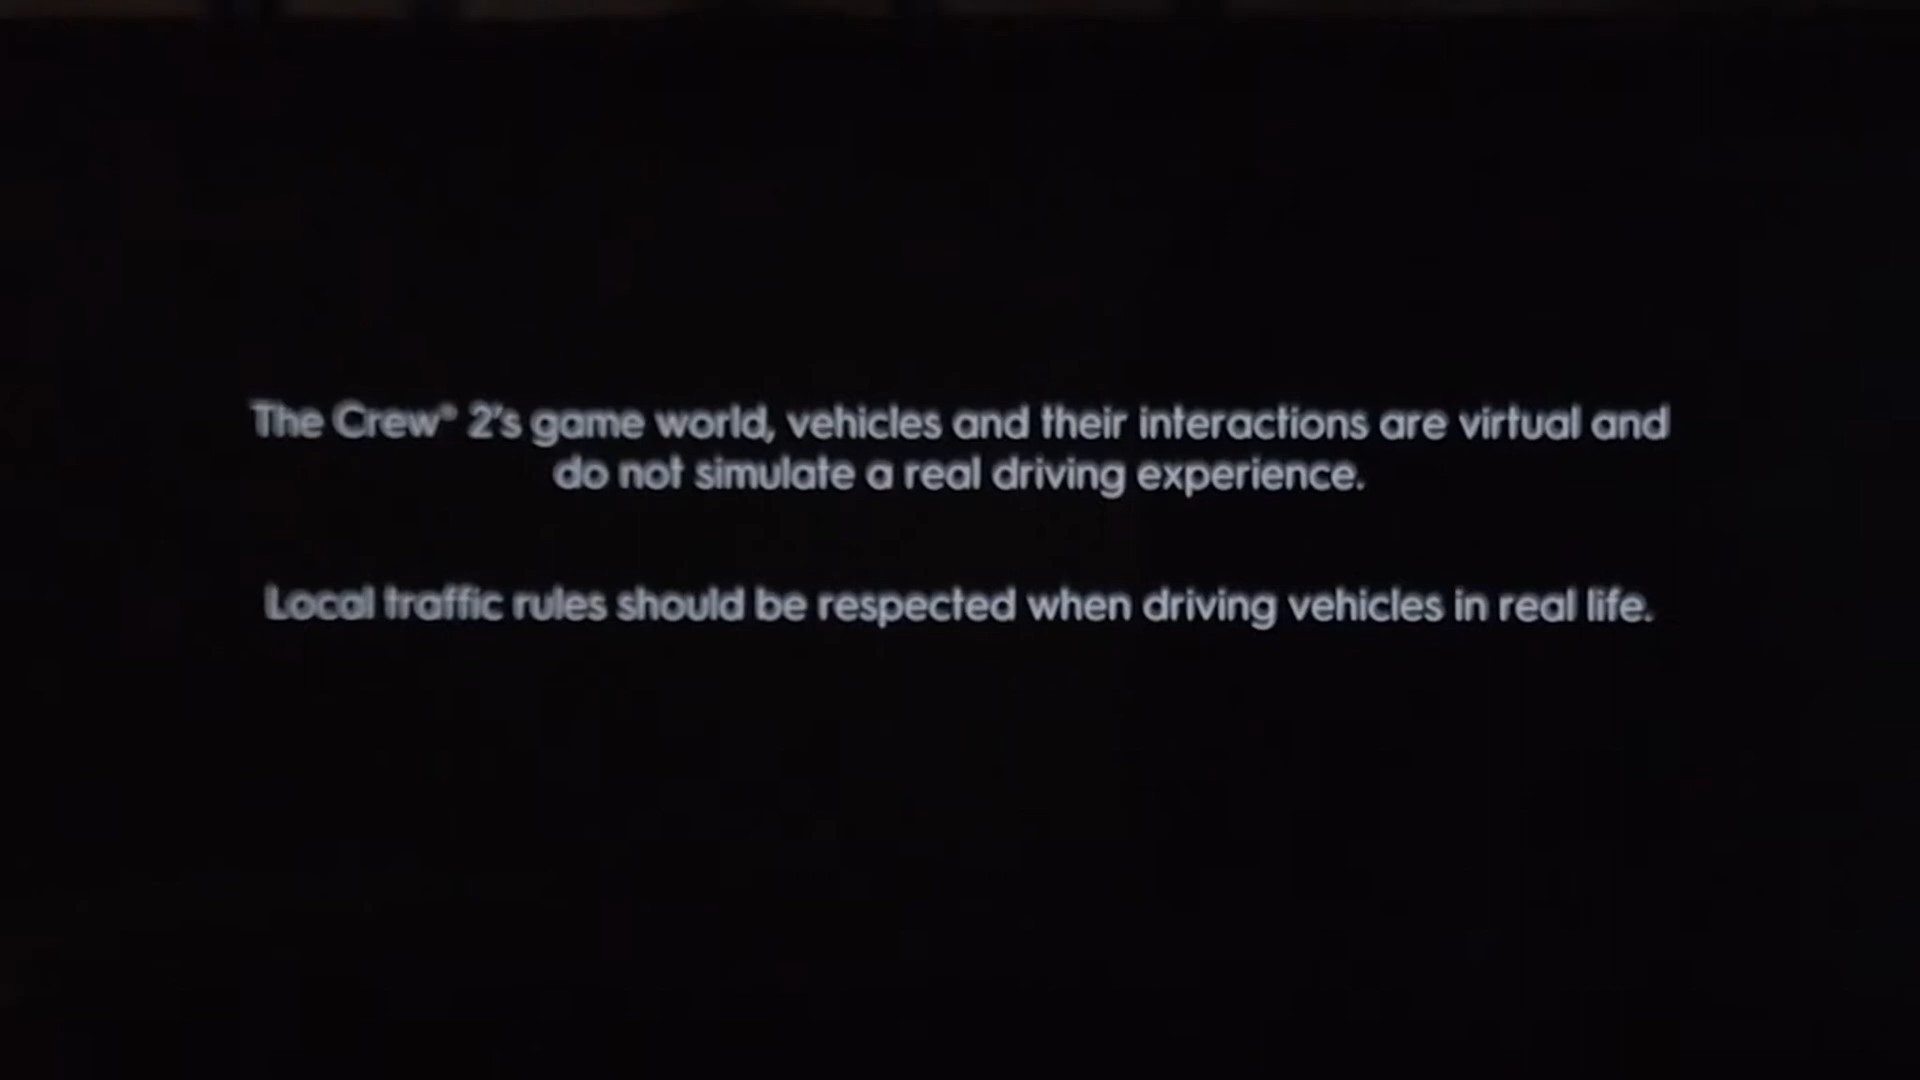 The Crew® 2's game world, vehicles and their interactions are virtual and
do not simulate a real driving experience.
Local traffic rules should be respected when driving vehicles in real life.